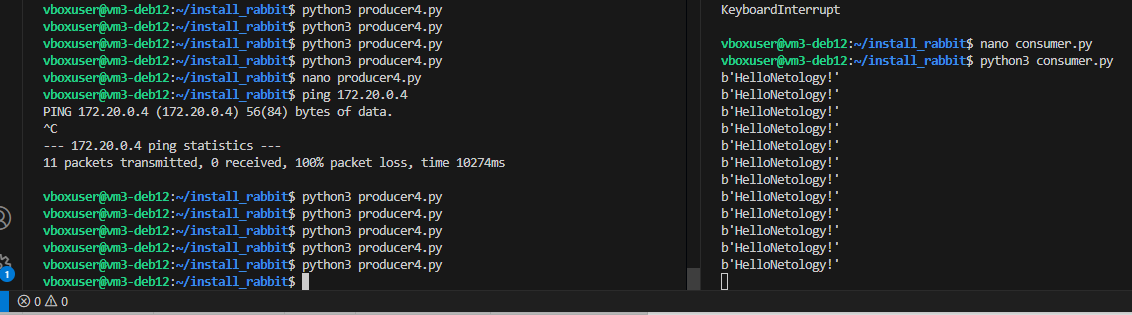 vboxuser@vm3-deb12:~/install_rabbit$ python3 producer4.py
vboxuser@vm3-deb12:~/install_rabbit$ python3 producer4.py
vboxuser@vm3-deb12:~/install_rabbit$ python3 producer4.py
vboxuser@vm3-deb12:~/install_rabbit$ python3 producer4.py
vboxuser@vm3-deb12:~/install_rabbit$ nano producer4.py
vboxuser@vm3-deb12:~/install_rabbit$ ping 172.20.0.4
PING 172.20.0.4 (172.20.0.4) 56(84) bytes of data.
^C
--- 172.20.0.4 ping statistics ---
11 packets transmitted, 0 received, 100% packet loss, time 10274ms
vboxuser@vm3-deb12:~/install_rabbit$ python3 producer4.py
vboxuser@vm3-deb12:~/install_rabbit$ python3 producer4.py
vboxuser@vm3-deb12:~/install_rabbit$ python3 producer4.py
vboxuser@vm3-deb12:~/install_rabbit$ python3 producer4.py
vboxuser@vm3-deb12:~/install_rabbit$ python3 producer4.py
vboxuser@vm3-deb12:~/install_rabbit$
KeyboardInterrupt
vboxuser@vm3-deb12:~/install_rabbit$ nano consumer.py
vboxuser@vm3-deb12:~/install_rabbit$ python3 consumer.py
b'HelloNetology!'
b'HelloNetology!'
b'HelloNetology!'
b'HelloNetology!'
b'HelloNetology!'
b'HelloNetology!'
b'HelloNetology!'
b'HelloNetology!'
b'HelloNetology!'
b'HelloNetology!'
b'HelloNetology!'
b'HelloNetology!'
1
0 0